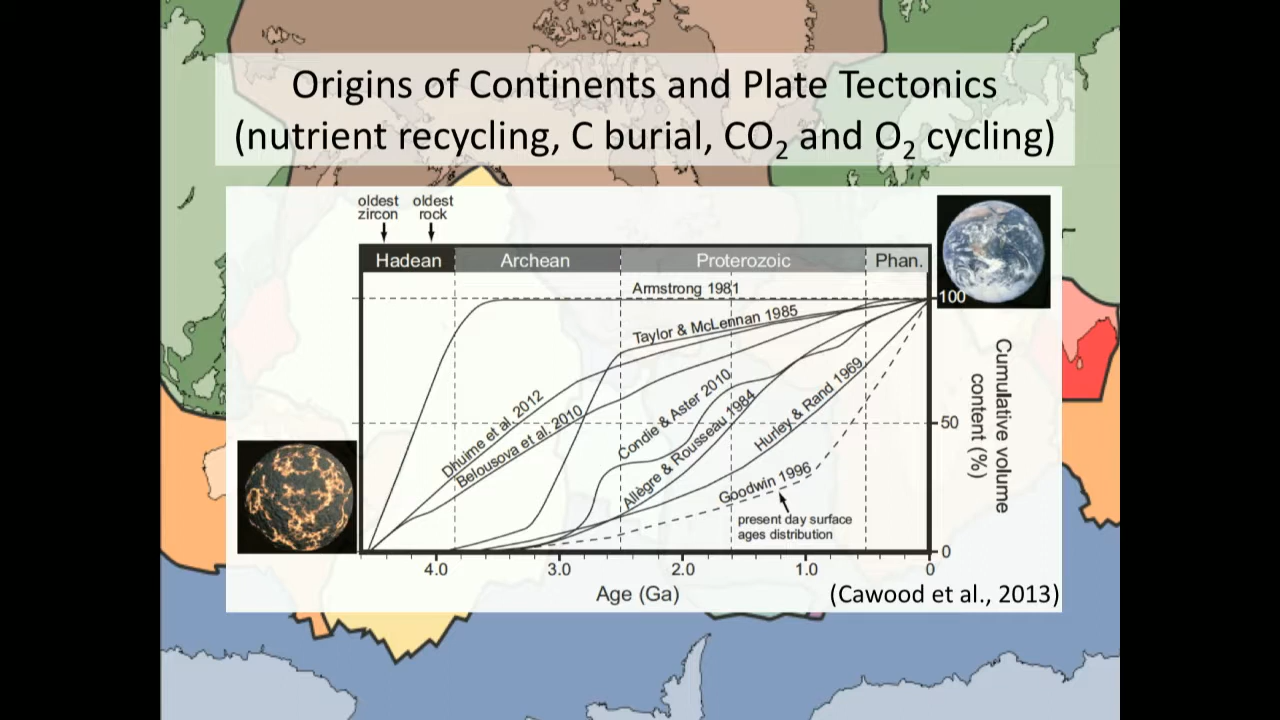 Origins of Continents and Plate Tectonics
(nutrient recycling, C burial, CO₂ and O₂ cycling)
oldest zircon
oldest rock
Hadean
Archean
Proterozoic
Phan.
Armstrong 1981
100
Taylor & McLennan 1985
Dhuime et al. 2012
Belousova et al. 2010
Condie & Aster 2010
Allègre & Rousseau 1984
Hurley & Rand 1969
Goodwin 1996
present day surface
ages distribution
50
Cumulative volume
content (%)
0
4.0
3.0
2.0
1.0
0
Age (Ga)
(Cawood et al., 2013)